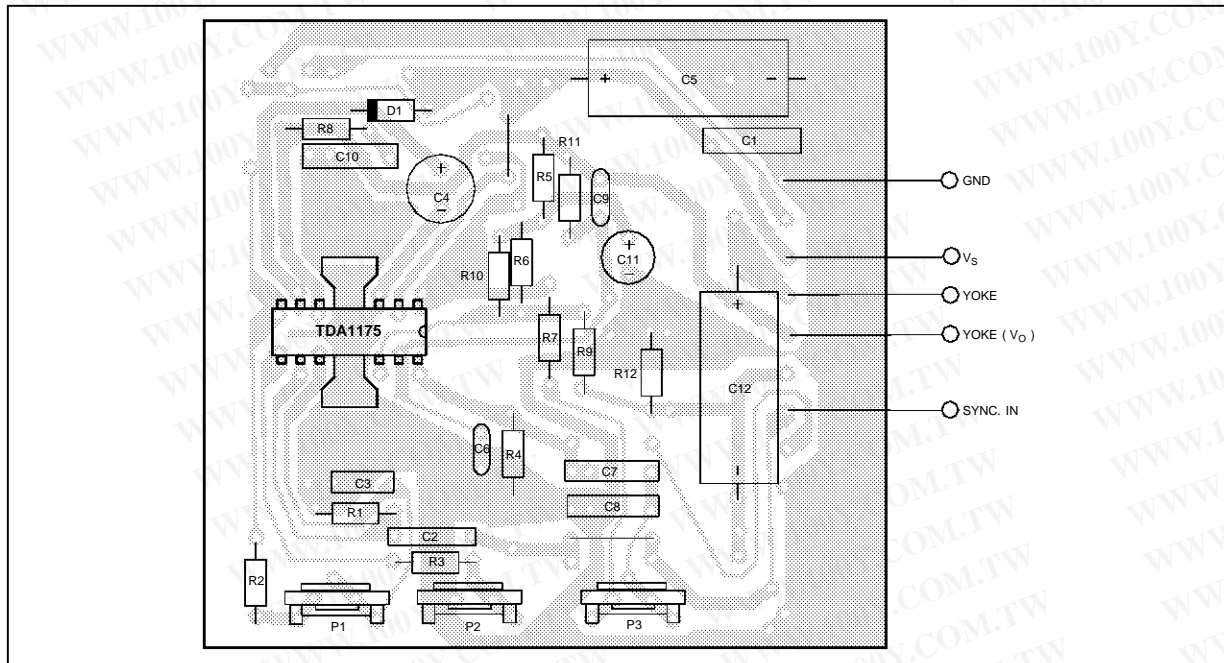 WWW.100Y.COM.TW
C5
D1
R8
C10
C1
R11
R5
C9
C4
GND
R6
R10
C11
VS
YOKE
TDA1175
YOKE ( VO )
R7
R9
R12
C12
SYNC. IN
C6
R4
C7
C3
C8
R1
C2
R3
R2
P1
P2
P3